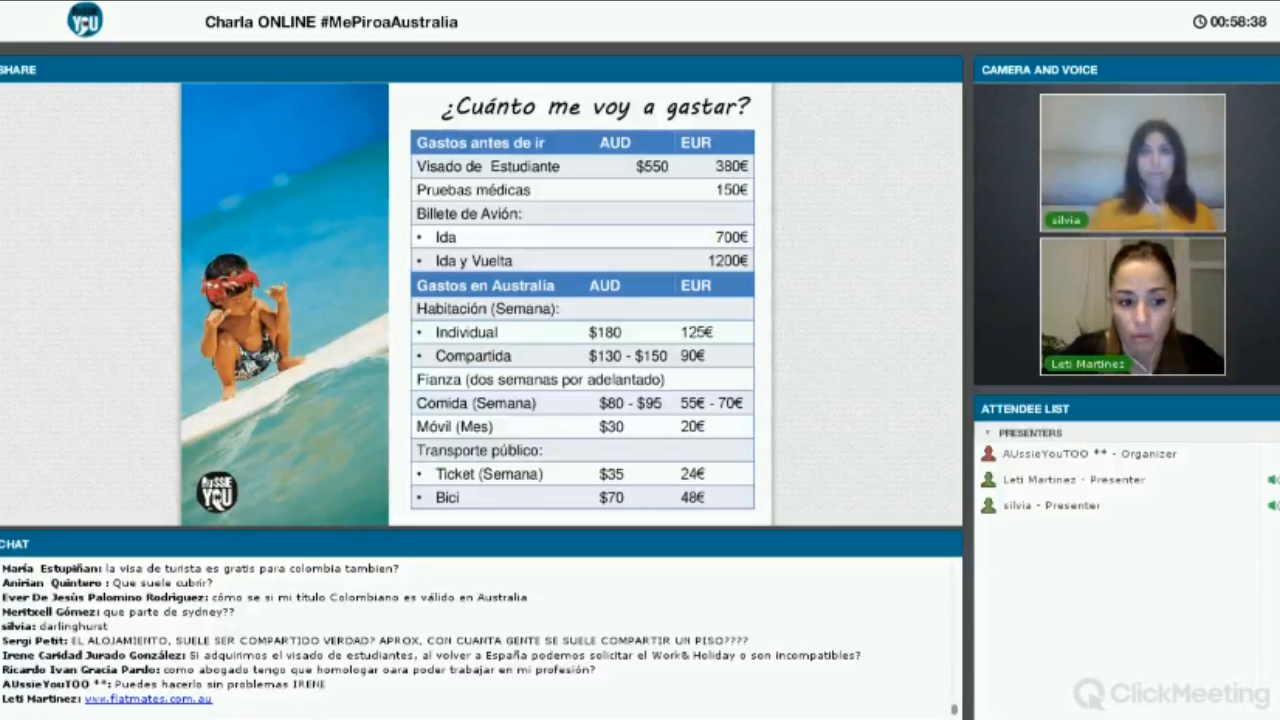 AUSSIE YOU
Charla ONLINE #MePiroaAustralia
00:58:38
SHARE
¿Cuánto me voy a gastar?
Gastos antes de ir AUD EUR
Visado de Estudiante $550 380€
Pruebas médicas 150€
Billete de Avión:
• Ida 700€
• Ida y Vuelta 1200€
Gastos en Australia AUD EUR
Habitación (Semana):
• Individual $180 125€
• Compartida $130 - $150 90€
Fianza (dos semanas por adelantado)
Comida (Semana) $80 - $95 55€ - 70€
Móvil (Mes) $30 20€
Transporte público:
• Ticket (Semana) $35 24€
• Bici $70 48€
AUSSIE YOU
CAMERA AND VOICE
silvia
Leti Martinez
ATTENDEE LIST
PRESENTERS
AUssieYouTOO ** - Organizer
Leti Martinez - Presenter
silvia - Presenter
CHAT
María Estupiñan: la visa de turista es gratis para colombia tambien?
Anirian Quintero : Que suele cubrir?
Ever De Jesùs Palomino Rodriguez: cómo se si mi titulo Colombiano es válido en Australia
Meritxell Gómez: que parte de sydney??
silvia: darlinghurst
Sergi Petit: EL ALOJAMIENTO, SUELE SER COMPARTIDO VERDAD? APROX, CON CUANTA GENTE SE SUELE COMPARTIR UN PISO????
Irene Caridad Jurado González: Si adquirimos el visado de estudiantes, al volver a España podemos solicitar el Work& Holiday o son incompatibles?
Ricardo Ivan Gracia Pardo: como abogado tengo que homologar oara poder trabajar en mi profesión?
AUssieYouTOO **: Puedes hacerlo sin problemas IRENE
Leti Martinez: www.flatmates.com.au
ClickMeeting